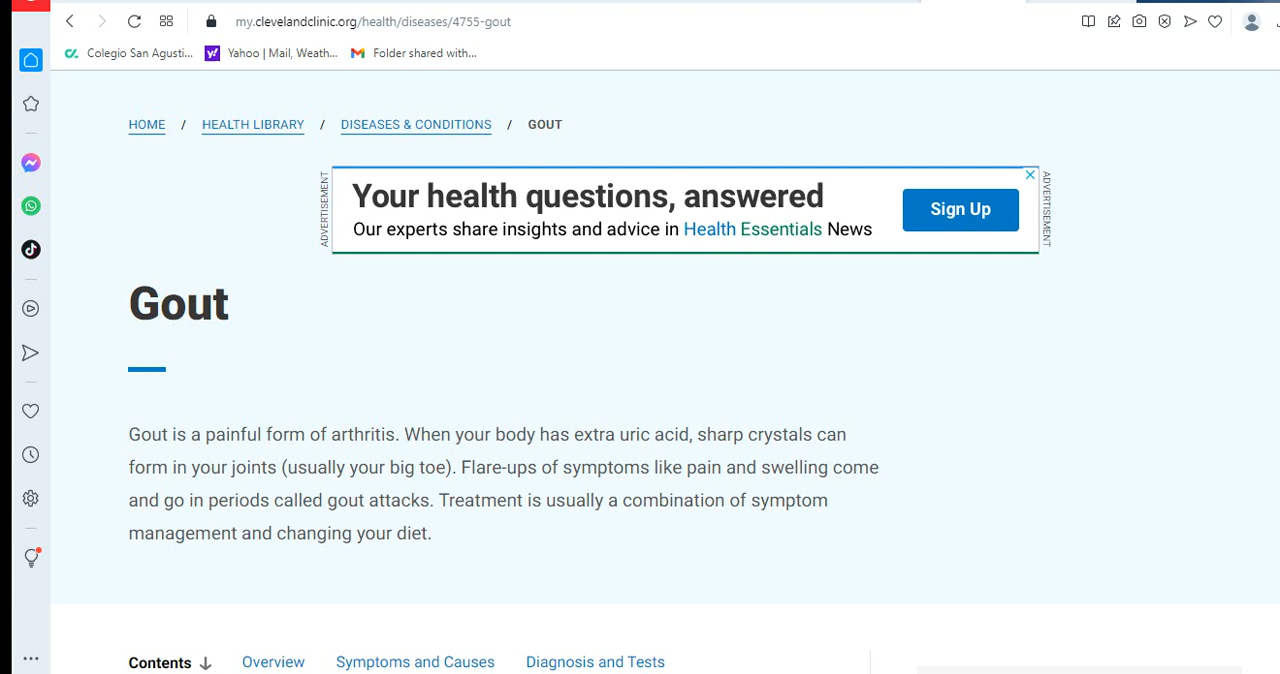 my.clevelandclinic.org/health/diseases/4755-gout
Colegio San Agusti... Yahoo | Mail, Weath... Folder shared with...
HOME / HEALTH LIBRARY / DISEASES & CONDITIONS / GOUT
ADVERTISEMENT
Your health questions, answered
Our experts share insights and advice in Health Essentials News
Sign Up
ADVERTISEMENT
Gout
Gout is a painful form of arthritis. When your body has extra uric acid, sharp crystals can
form in your joints (usually your big toe). Flare-ups of symptoms like pain and swelling come
and go in periods called gout attacks. Treatment is usually a combination of symptom
management and changing your diet.
Contents Overview Symptoms and Causes Diagnosis and Tests